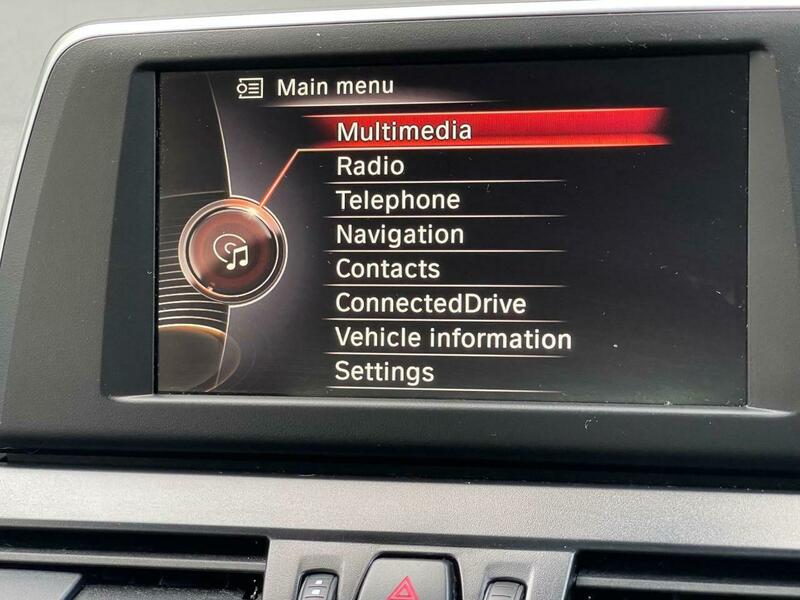 Main menu
Multimedia
Radio
Telephone
Navigation
Contacts
ConnectedDrive
Vehicle information
Settings